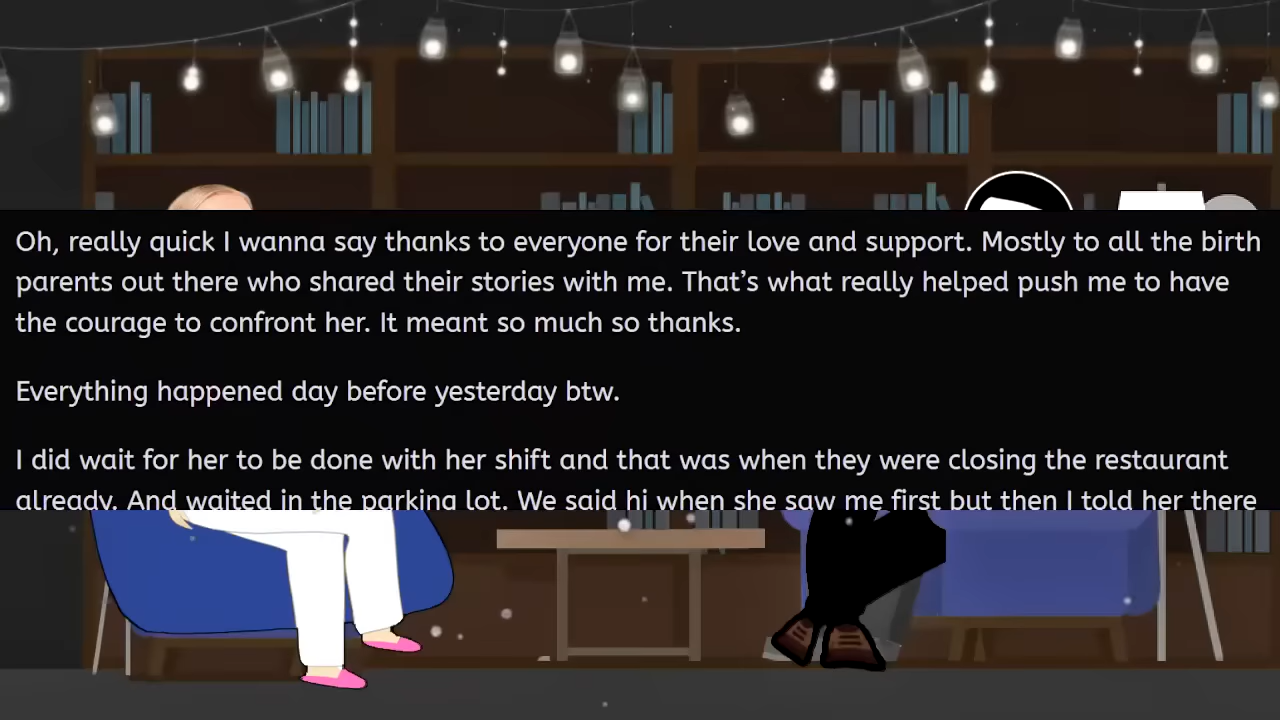 Oh, really quick I wanna say thanks to everyone for their love and support. Mostly to all the birth
parents out there who shared their stories with me. That’s what really helped push me to have
the courage to confront her. It meant so much so thanks.
Everything happened day before yesterday btw.
I did wait for her to be done with her shift and that was when they were closing the restaurant
already. And waited in the parking lot. We said hi when she saw me first but then I told her there